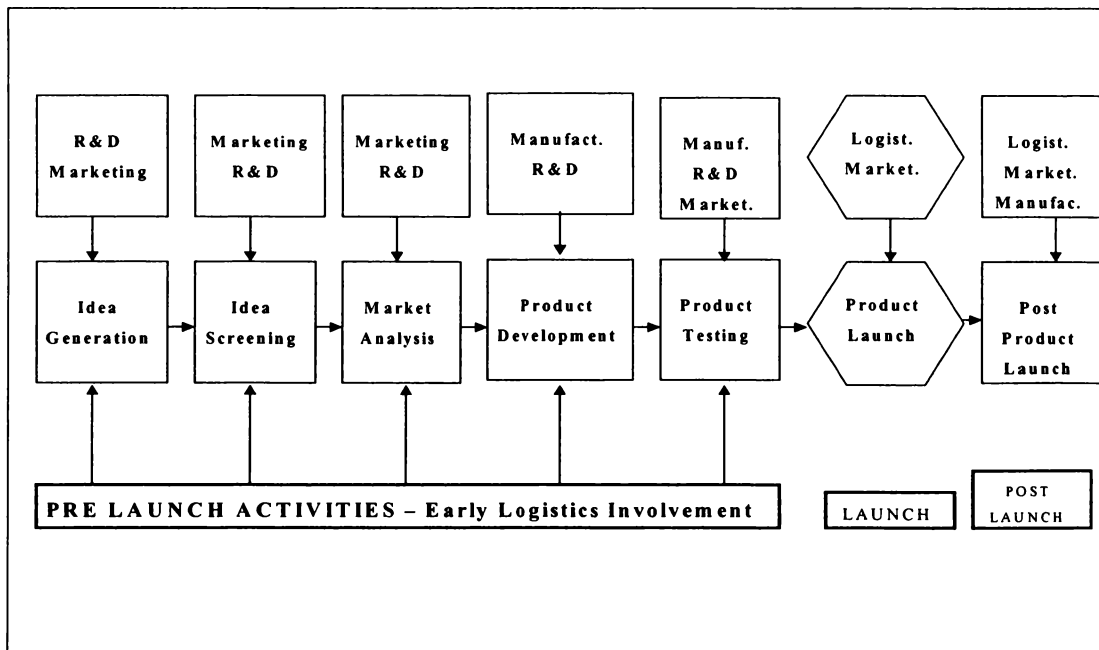 R&D
Marketing
Marketing
R&D
Marketing
R&D
Manufact.
R&D
Manuf.
R&D
Market.
Logist.
Market.
Logist.
Market.
Manufac.
Idea
Generation
Idea
Screening
Market
Analysis
Product
Development
Product
Testing
Product
Launch
Post
Product
Launch
PRE LAUNCH ACTIVITIES – Early Logistics Involvement
LAUNCH
POST
LAUNCH